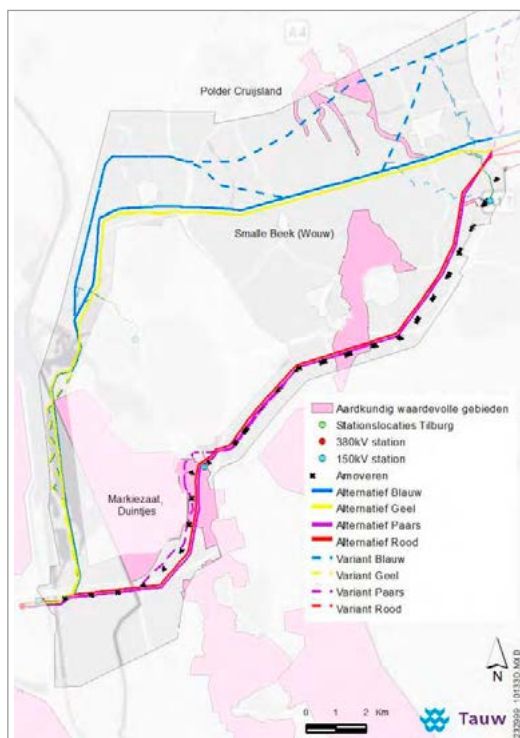 A4
Polder Cruijsland
Smalle Beek (Wouw)
Markiezaat,
Duintjes
Aardkundig waardevolle gebieden
Stationslocaties Tilburg
380kV station
150kV station
Amoveren
Alternatief Blauw
Alternatief Geel
Alternatief Paars
Alternatief Rood
Variant Blauw
Variant Geel
Variant Paars
Variant Rood
N
0 1 2 Km
Tauw